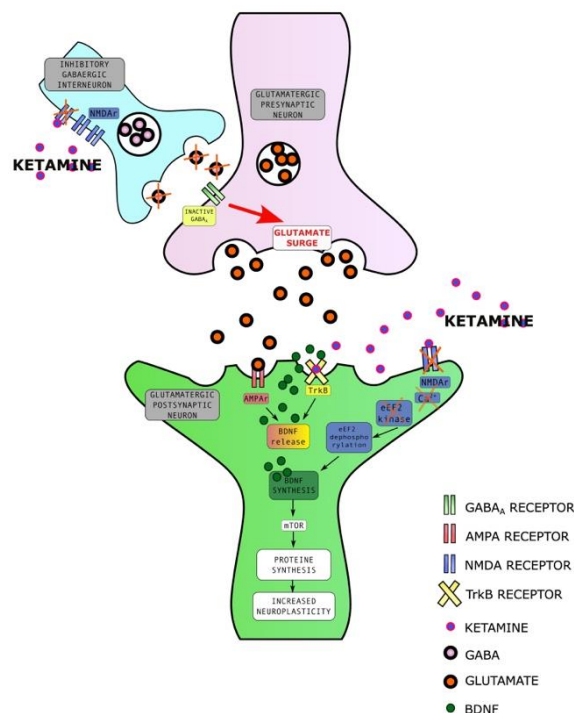 INHIBITORY
GABAERGIC
INTERNEURON
NMDAr
KETAMINE
GLUTAMATERGIC
PRESYNAPTIC
NEURON
INACTIVE
GABAA
GLUTAMATE
SURGE
KETAMINE
GLUTAMATERGIC
POSTSYNAPTIC
NEURON
AMPAr
TrkB
NMDAr
Ca++
eEF2
kinase
BDNF
release
eEF2
dephospho
rylation
BDNF
SYNTHESIS
mTOR
PROTEINE
SYNTHESIS
INCREASED
NEUROPLASTICITY
GABAA RECEPTOR
AMPA RECEPTOR
NMDA RECEPTOR
TrkB RECEPTOR
KETAMINE
GABA
GLUTAMATE
BDNF